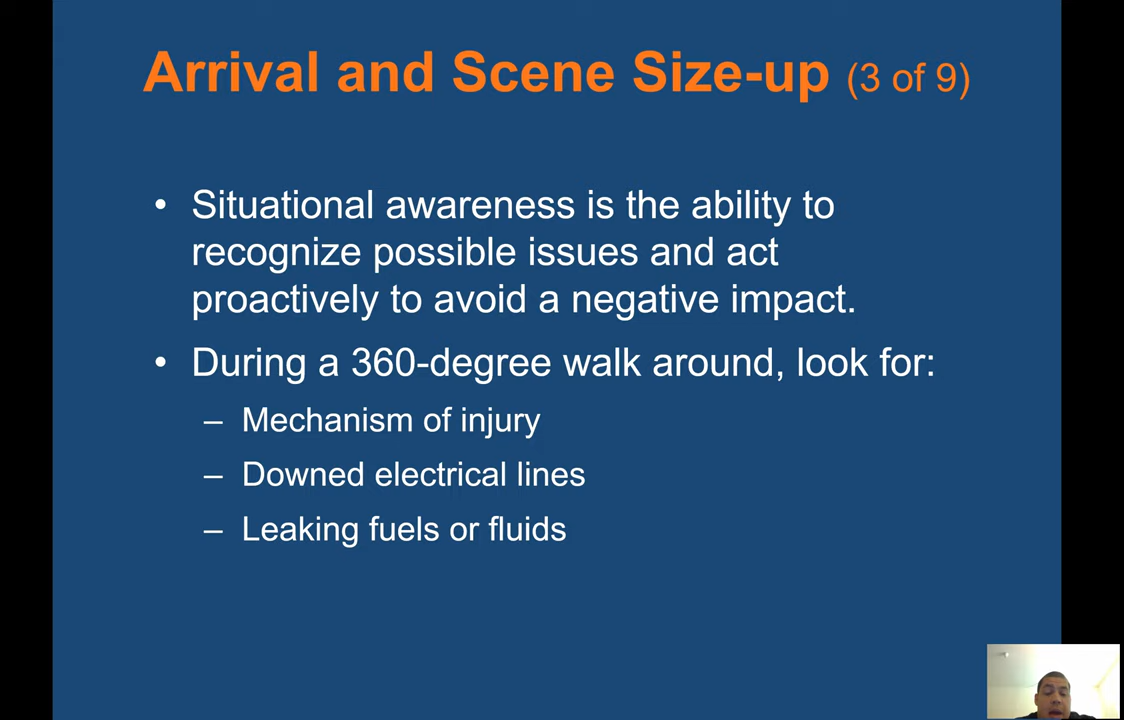 Arrival and Scene Size-up (3 of 9)
• Situational awareness is the ability to
recognize possible issues and act
proactively to avoid a negative impact.
• During a 360-degree walk around, look for:
– Mechanism of injury
– Downed electrical lines
– Leaking fuels or fluids